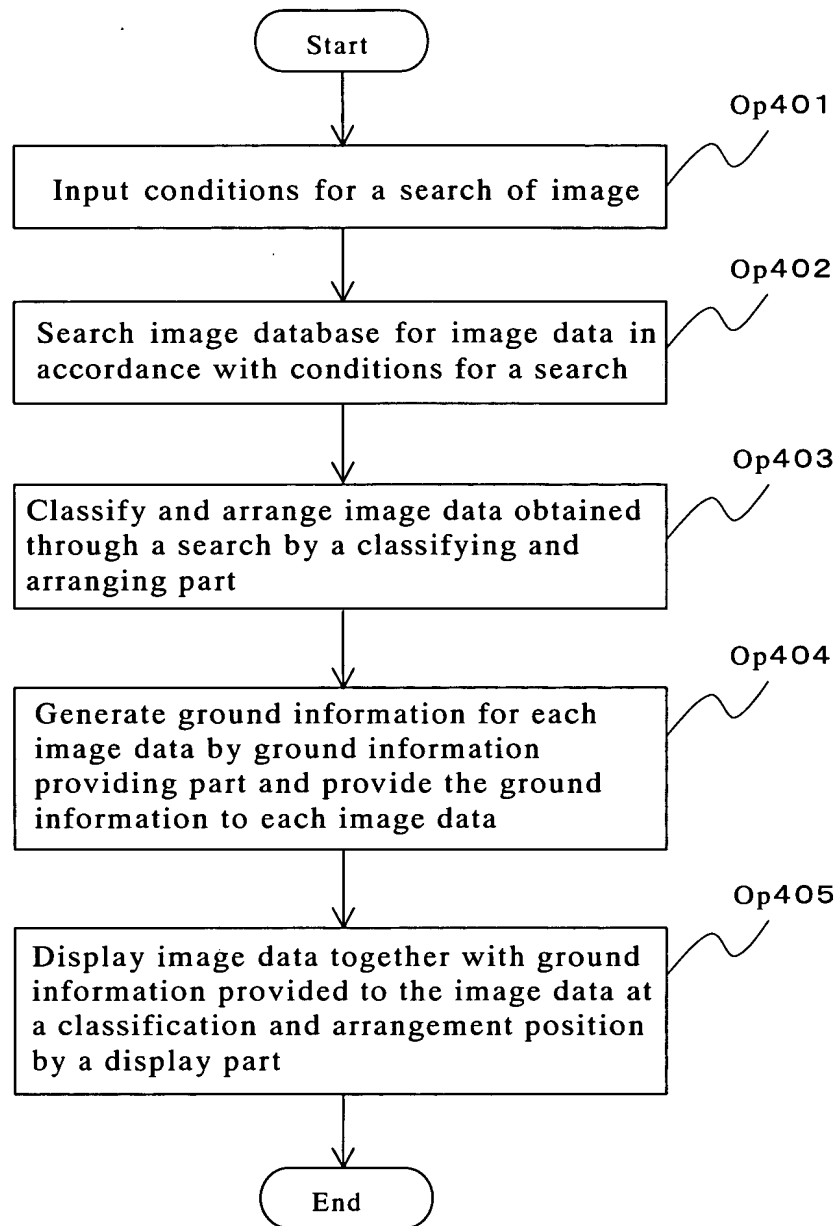 Start
Op401
Input conditions for a search of image
Op402
Search image database for image data in
accordance with conditions for a search
Op403
Classify and arrange image data obtained
through a search by a classifying and
arranging part
Op404
Generate ground information for each
image data by ground information
providing part and provide the ground
information to each image data
Op405
Display image data together with ground
information provided to the image data at
a classification and arrangement position
by a display part
End